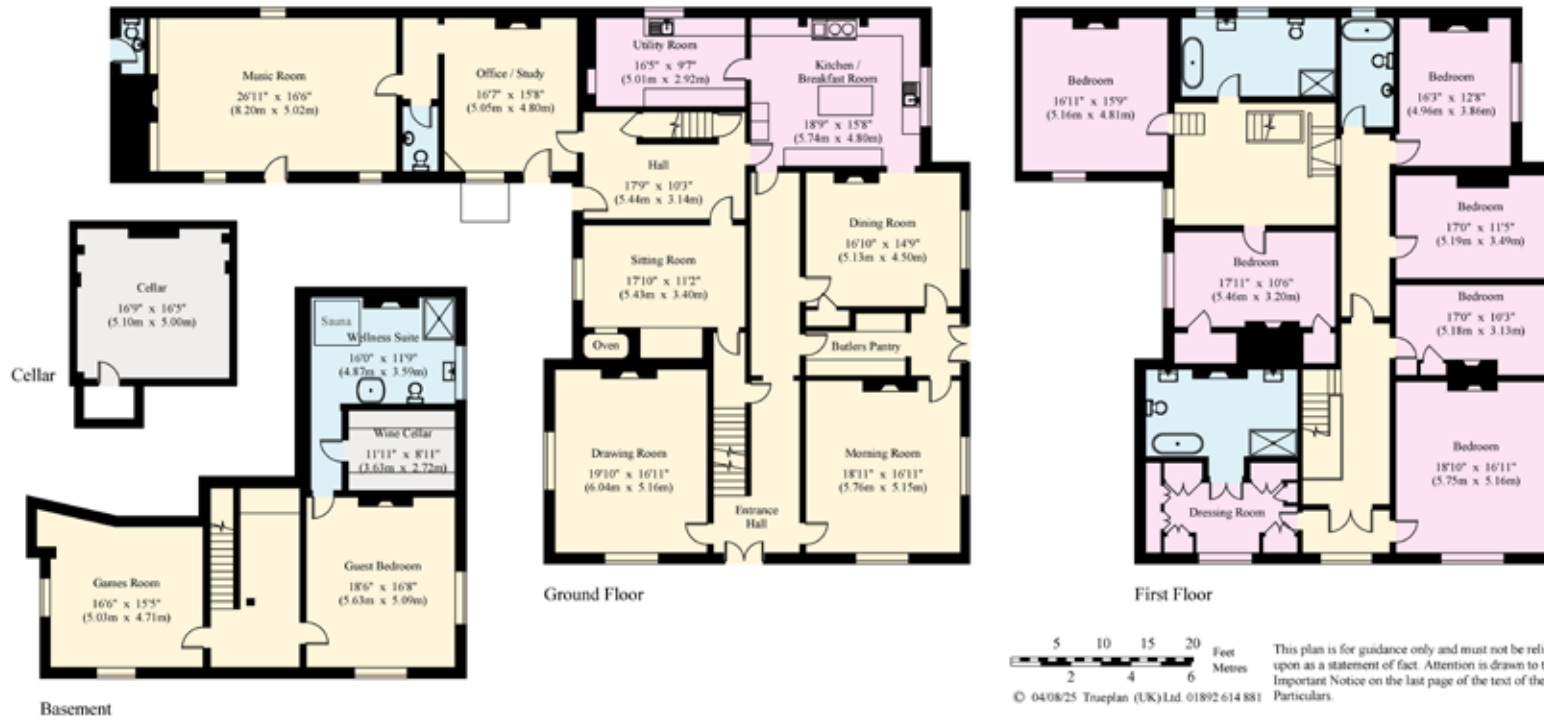 Music Room
26'11" x 16'6"
(8.20m x 5.02m)
Office / Study
16'7" x 15'8"
(5.05m x 4.80m)
Utility Room
16'5" x 9'7"
(5.01m x 2.92m)
Kitchen /
Breakfast Room
18'9" x 15'8"
(5.74m x 4.80m)
Hall
17'9" x 10'3"
(5.44m x 3.14m)
Dining Room
16'10" x 14'9"
(5.13m x 4.50m)
Sitting Room
17'10" x 11'2"
(5.43m x 3.40m)
Oven
Butlers Pantry
Drawing Room
19'10" x 16'11"
(6.04m x 5.16m)
Morning Room
18'11" x 16'11"
(5.76m x 5.15m)
Entrance
Hall
Ground Floor
Cellar
16'9" x 16'5"
(5.10m x 5.00m)
Cellar
Sauna
Wellness Suite
16'0" x 11'9"
(4.87m x 3.59m)
Wine Cellar
11'11" x 8'11"
(3.63m x 2.72m)
Games Room
16'6" x 15'5"
(5.03m x 4.71m)
Guest Bedroom
18'6" x 16'8"
(5.63m x 5.09m)
Basement
Bedroom
16'11" x 15'9"
(5.16m x 4.81m)
Bedroom
16'3" x 12'8"
(4.96m x 3.86m)
Bedroom
17'0" x 11'5"
(5.19m x 3.49m)
Bedroom
17'11" x 10'6"
(5.46m x 3.20m)
Bedroom
17'0" x 10'3"
(5.18m x 3.13m)
Bedroom
18'10" x 16'11"
(5.75m x 5.16m)
Dressing Room
First Floor
5 10 15 20 Feet
2 4 6 Metres
This plan is for guidance only and must not be reli
upon as a statement of fact. Attention is drawn to t
Important Notice on the last page of the text of the
Particulars.
© 04/08/25 Trueplan (UK) Ltd. 01892 614 881